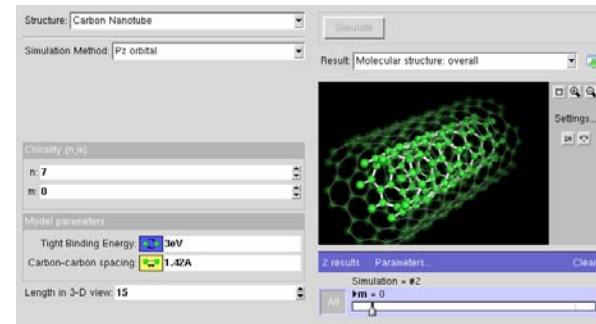 Structure: Carbon Nanotube
Simulation Method: Pz orbital
Chirality (n,m)
n: 7
m: 0
Model parameters
Tight Binding Energy: 3eV
Carbon-carbon spacing: 1.42A
Length in 3-D view: 15
Simulate
Result: Molecular structure: overall
Settings...
2 results Parameters... Clear
Simulation = #2
All
m = 0